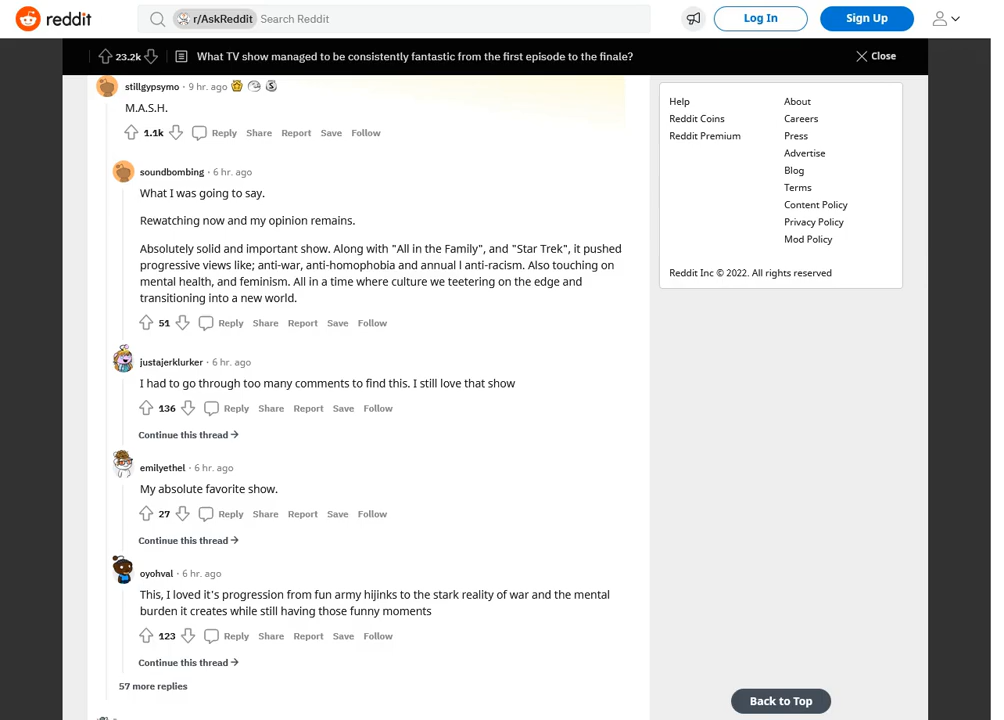 reddit
r/AskReddit Search Reddit
Log In
Sign Up
23.2k
What TV show managed to be consistently fantastic from the first episode to the finale?
Close
stillgypsymo · 9 hr. ago
M.A.S.H.
1.1k Reply Share Report Save Follow
soundbombing · 6 hr. ago
What I was going to say.
Rewatching now and my opinion remains.
Absolutely solid and important show. Along with "All in the Family", and "Star Trek", it pushed
progressive views like; anti-war, anti-homophobia and annual l anti-racism. Also touching on
mental health, and feminism. All in a time where culture we teetering on the edge and
transitioning into a new world.
51 Reply Share Report Save Follow
justajerklurker · 6 hr. ago
I had to go through too many comments to find this. I still love that show
136 Reply Share Report Save Follow
Continue this thread →
emilyethel · 6 hr. ago
My absolute favorite show.
27 Reply Share Report Save Follow
Continue this thread →
oyohval · 6 hr. ago
This, I loved it's progression from fun army hijinks to the stark reality of war and the mental
burden it creates while still having those funny moments
123 Reply Share Report Save Follow
Continue this thread →
57 more replies
Help
Reddit Coins
Reddit Premium
About
Careers
Press
Advertise
Blog
Terms
Content Policy
Privacy Policy
Mod Policy
Reddit Inc © 2022. All rights reserved
Back to Top